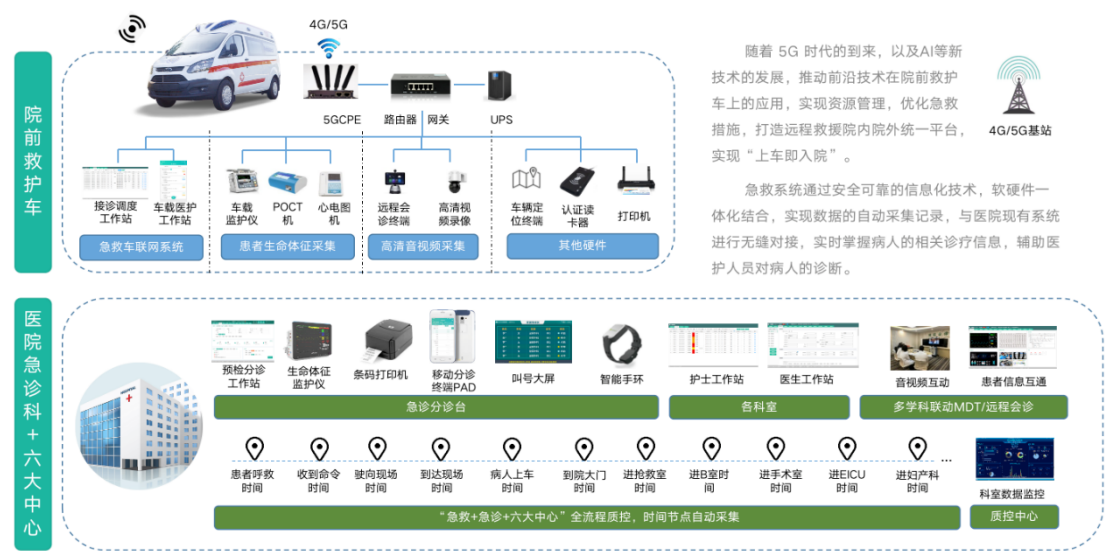 院前救护车
4G/5G
5GCPE
路由器
网关
UPS
接诊调度
工作站
车载医护
工作站
车载
监护仪
POCT
机
心电图
机
远程会
诊终端
高清视
频录像
车辆定
位终端
认证读
卡器
打印机
急救车联网系统
患者生命体征采集
高清音视频采集
其他硬件
随着 5G 时代的到来，以及AI等新
技术的发展，推动前沿技术在院前救护
车上的应用，实现资源管理，优化急救
措施，打造远程救援院内院外统一平台，
实现“上车即入院”。
4G/5G基站
急救系统通过安全可靠的信息化技术，软硬件一
体化结合，实现数据的自动采集记录，与医院现有系统
进行无缝对接，实时掌握病人的相关诊疗信息，辅助医
护人员对病人的诊断。
医院急诊科+六大中心
预检分诊
工作站
生命体征
监护仪
条码打印机
移动分诊
终端PAD
叫号大屏
智能手环
护士工作站
医生工作站
音视频互动
患者信息互通
急诊分诊台
各科室
多学科联动MDT/远程会诊
患者呼救
时间
收到命令
时间
驶向现场
时间
到达现场
时间
病人上车
时间
到院大门
时间
进抢救室
时间
进B室时
间
进手术室
时间
进EICU
时间
进妇产科
时间
...
科室数据监控
“急救+急诊+六大中心”全流程质控，时间节点自动采集
质控中心